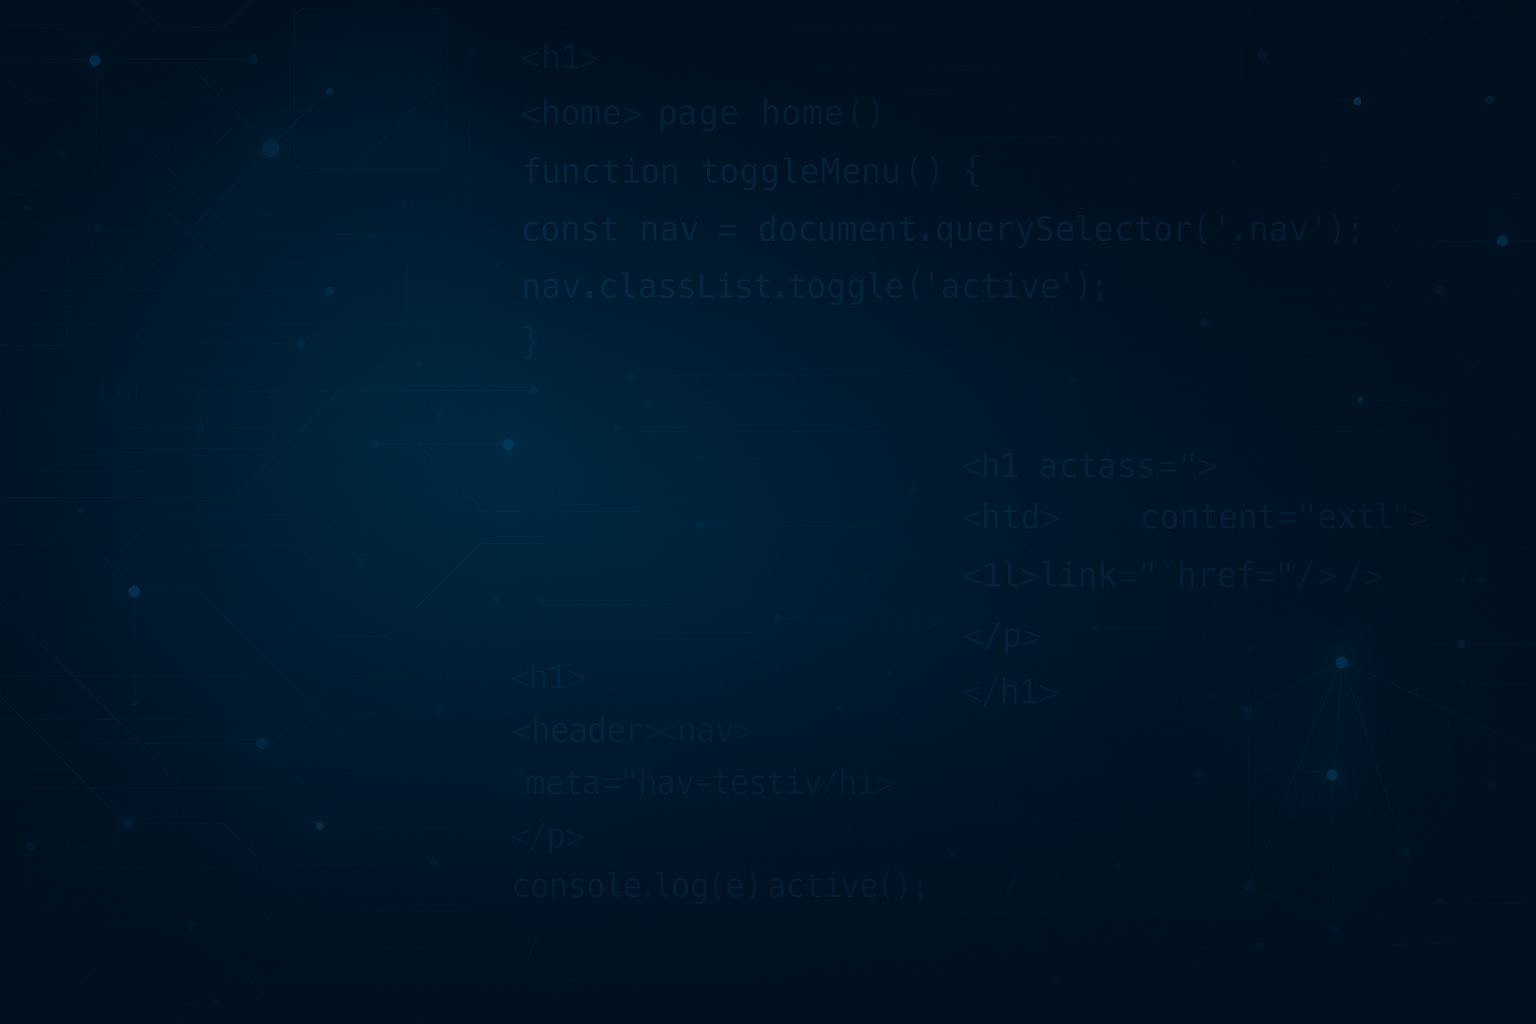 <h1>
<home> page home()
function toggleMenu() {
const nav = document.querySelector('.nav');
nav.classList.toggle('active');
}
<h1 actass=">
<htd> content="extl">
<1l>link="`href="/>/>
</p>
</h1>
<h1>
<header><nav>
'meta="hav-testiv/hi>
</p>
console.log(e)active();